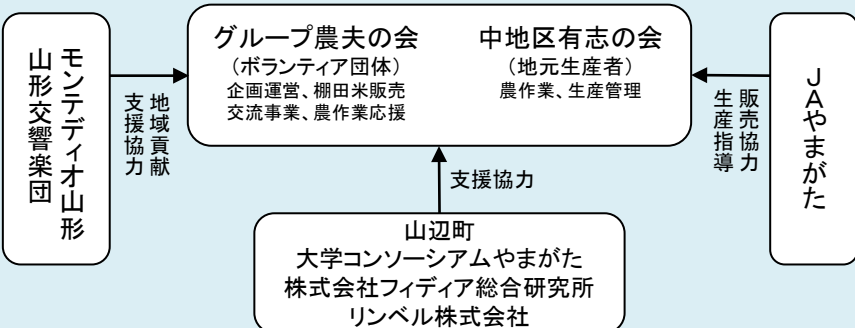 モンテディオ山形
山形交響楽団
地域貢献
支援協力
グループ農夫の会
（ボランティア団体）
企画運営、棚田米販売
交流事業、農作業応援
中地区有志の会
（地元生産者）
農作業、生産管理
販売協力
生産指導
ＪＡやまがた
支援協力
山辺町
大学コンソーシアムやまがた
株式会社フィディア総合研究所
リンベル株式会社